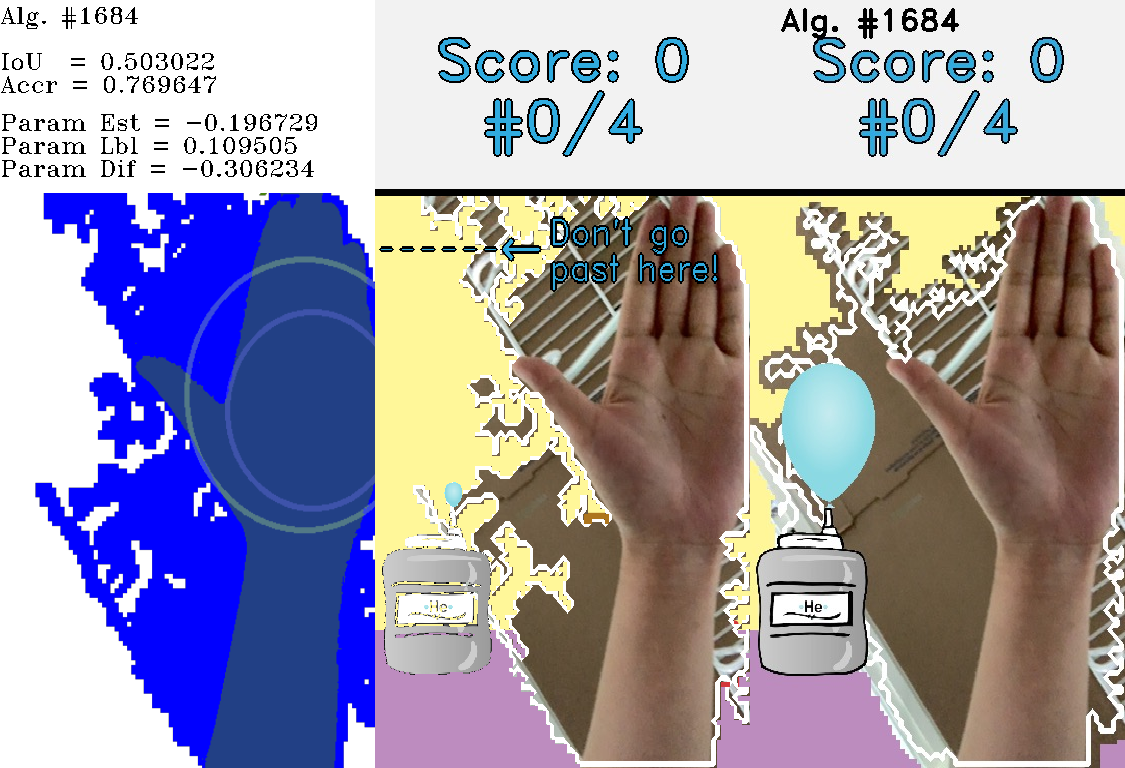 Alg. #1684
IoU = 0.503022
Accr = 0.769647
Param Est = −0.196729
Param Lbl = 0.109505
Param Dif = −0.306234
Score: 0
#0/4
Don't go
past here!
He
Alg. #1684
Score: 0
#0/4
He